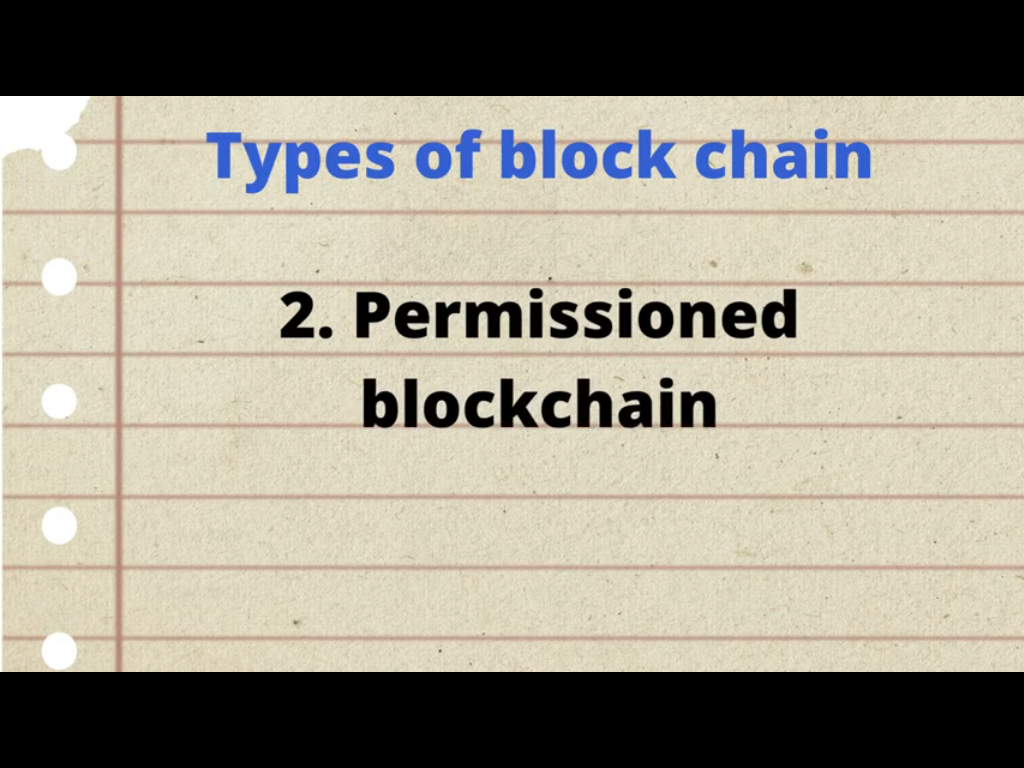 Types of block chain
2. Permissioned
blockchain